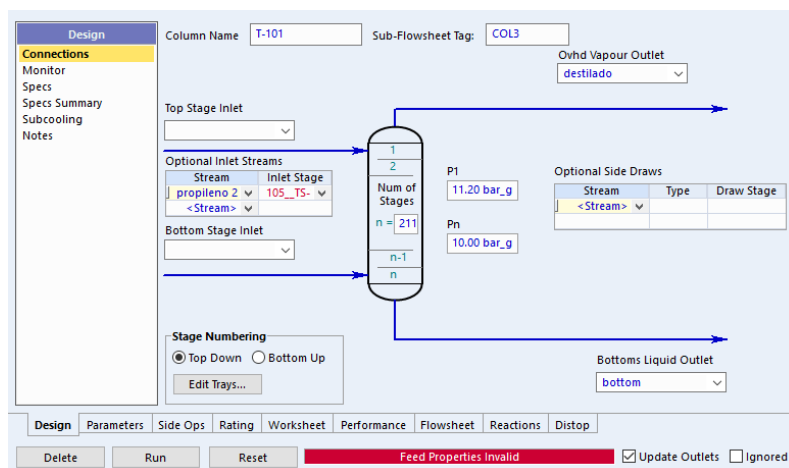 Design
Connections
Monitor
Specs
Specs Summary
Subcooling
Notes
Column Name T-101 Sub-Flowsheet Tag: COL3
Ovhd Vapour Outlet
destilado
Top Stage Inlet
Optional Inlet Streams
Stream Inlet Stage
propileno 2 105__TS-
<Stream>
Bottom Stage Inlet
1
2
Num of
Stages
n = 211
n-1
n
P1
11.20 bar_g
Pn
10.00 bar_g
Optional Side Draws
Stream Type Draw Stage
<Stream>
Stage Numbering
Top Down Bottom Up
Edit Trays...
Bottoms Liquid Outlet
bottom
Design Parameters Side Ops Rating Worksheet Performance Flowsheet Reactions Distop
Delete Run Reset Feed Properties Invalid Update Outlets Ignored